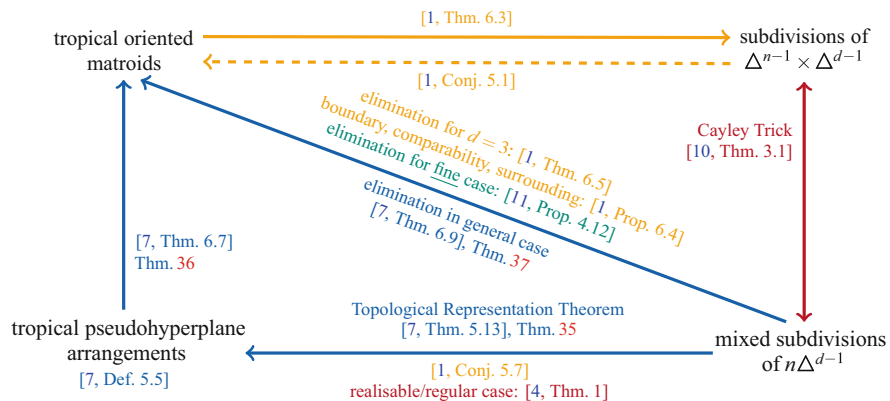 [1, Thm. 6.3]
tropical oriented
matroids
subdivisions of
Δⁿ⁻¹ × Δᵈ⁻¹
[1, Conj. 5.1]
elimination for d = 3: [1, Thm. 6.5]
boundary, comparability, surrounding: [1, Prop. 6.4]
elimination for fine case: [11, Prop. 4.12]
elimination in general case
[7, Thm. 6.9], Thm. 37
Cayley Trick
[10, Thm. 3.1]
[7, Thm. 6.7]
Thm. 36
Topological Representation Theorem
[7, Thm. 5.13], Thm. 35
tropical pseudohyperplane
arrangements
[7, Def. 5.5]
mixed subdivisions
of nΔᵈ⁻¹
[1, Conj. 5.7]
realisable/regular case: [4, Thm. 1]